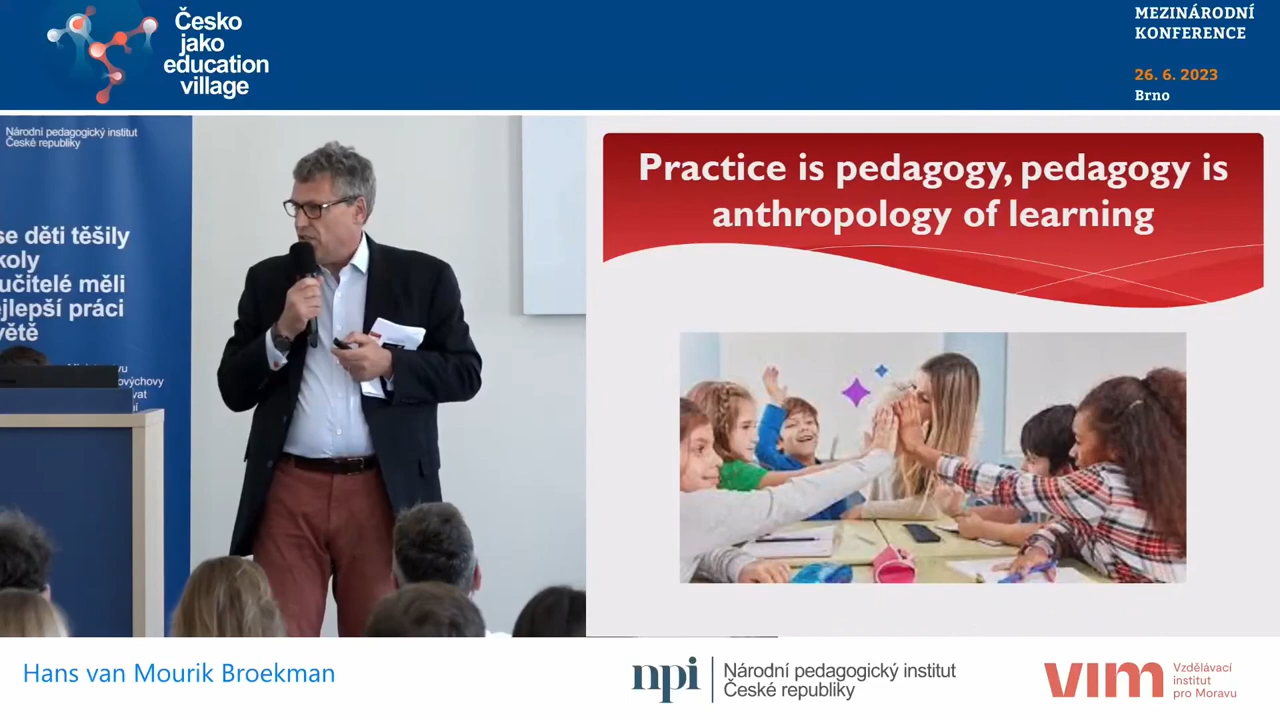 Česko
jako
education
village
MEZINÁRODNÍ
KONFERENCE
26. 6. 2023
Brno
Národní pedagogický institut
České republiky
se děti těšily
koly
učitelé měli
ejlepší práci
větě
ovýchovy
Practice is pedagogy, pedagogy is
anthropology of learning
Hans van Mourik Broekman
npi
Národní pedagogický institut
České republiky
vim
Vzdělávací
institut
pro Moravu